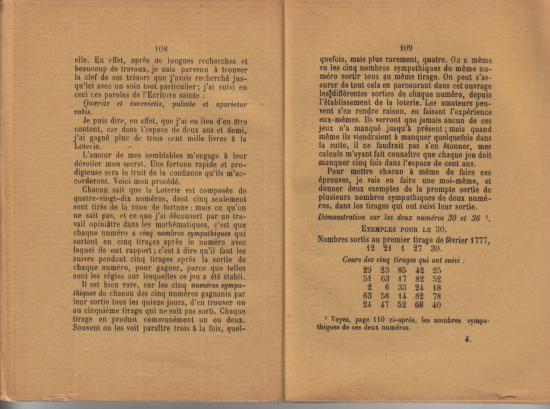 108
elle. En effet, après de longues recherches et
beaucoup de travaux, je suis parvenu à trouver
la clef de ses trésors que j'avais recherché jus-
qu'ici avec un soin tout particulier ; j'ai suivi en
ceci ces paroles de l'Ecriture sainte :
Quærite et invenietis, pulsate et aparietur
vobis.
Je puis dire, en effet, que j'ai eu lieu d'en être
content, car dans l'espace de deux ans et demi,
j'ai gagné plus de trois cent mille livres à la
Loterie.
L'amour de mes semblables m'engage à leur
dévoiler mon secret. Une fortune rapide et pro-
digieuse sera le fruit de la confiance qu'ils m'ac-
corderont. Voici mon procédé.
Chacun sait que la Loterie est composée de
quatre-vingt-dix numéros, dont cinq seulement
sont tirés de la roue de fortune ; mais ce qu'on
ne sait pas, et ce que j'ai découvert par un tra-
vail opiniâtre dans les mathématiques, c'est que
chaque numéro a cinq nombres sympathiques qui
sortent en cinq tirages après le numéro avec
lequel ils ont rapport ; c'est à dire qu'il faut les
suivre pendant cinq tirages après la sortie de
chaque numéro, pour gagner, parce que telles
sont les règles sur lesquelles ce jeu a été établi.
Il est bien rare, sur les cinq numéros sympa-
thiques de chacun des cinq numéros gagnants par
leur sortie tous les quinze jours, d'en trouver un
au cinquième tirage qui ne soit pas sorti. Chaque
tirage en produit communément un ou deux.
Souvent on les voit paraître trois à la fois, quel-
109
quefois, mais plus rarement, quatre. On a même
vu les cinq nombres sympathiques du même nu-
méro sortir tous au même tirage. On peut s'as-
surer de tout cela en parcourant dans cet ouvrage
les différentes sorties de chaque numéro, depuis
l'établissement de la loterie. Les amateurs peu-
vent s'en rendre raison, en faisant l'expérience
eux-mêmes. Ils verront que jamais aucun de ces
jeux n'a manqué jusqu'à présent ; mais quand
même ils viendraient à manquer quelquefois dans
la suite, il ne faudrait pas s'en étonner, mes
calculs m'ayant fait connaître que chaque jeu doit
manquer cinq fois dans l'espace de cent ans.
Pour mettre chacun à même de faire ces
épreuves, je vais en faire une moi-même, et
donner deux exemples de la prompte sortie de
plusieurs nombres sympathiques de deux numé-
ros, dans les tirages qui ont suivi leur sortie.
Démonstration sur les deux numéros 30 et 36 ¹.
EXEMPLES POUR LE 30.
Nombres sortis au premier tirage de février 1777,
12 21 1 27 30.
Cours des cinq tirages qui ont suivi :
29 23 85 42 25
51 63 17 82 52
2 6 33 24 18
63 58 14 82 78
24 47 52 68 40
¹ Voyez, page 110 ci-après, les nombres sympa-
thiques de ces deux numéros.
4.